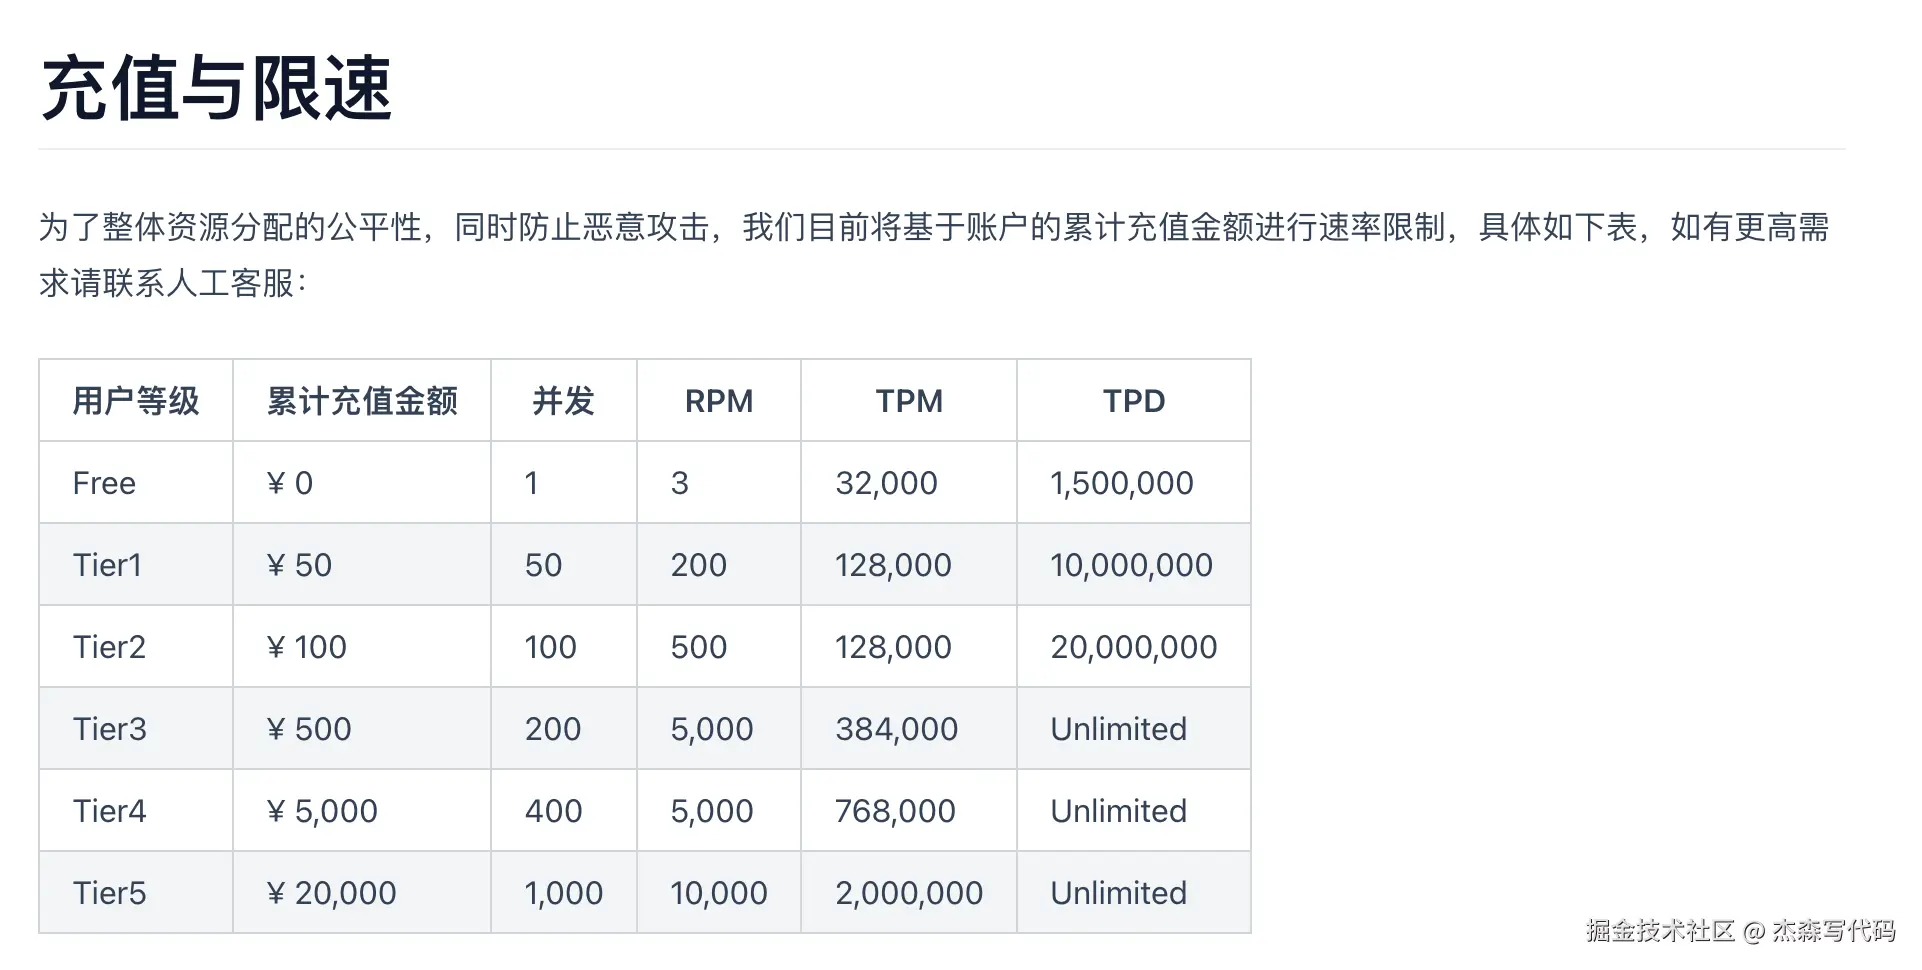 充值与限速
为了整体资源分配的公平性，同时防止恶意攻击，我们目前将基于账户的累计充值金额进行速率限制，具体如下表，如有更高需
求请联系人工客服：
用户等级 累计充值金额 并发 RPM TPM TPD
Free ¥ 0 1 3 32,000 1,500,000
Tier1 ¥ 50 50 200 128,000 10,000,000
Tier2 ¥ 100 100 500 128,000 20,000,000
Tier3 ¥ 500 200 5,000 384,000 Unlimited
Tier4 ¥ 5,000 400 5,000 768,000 Unlimited
Tier5 ¥ 20,000 1,000 10,000 2,000,000 Unlimited
掘金技术社区 @ 杰森写代码